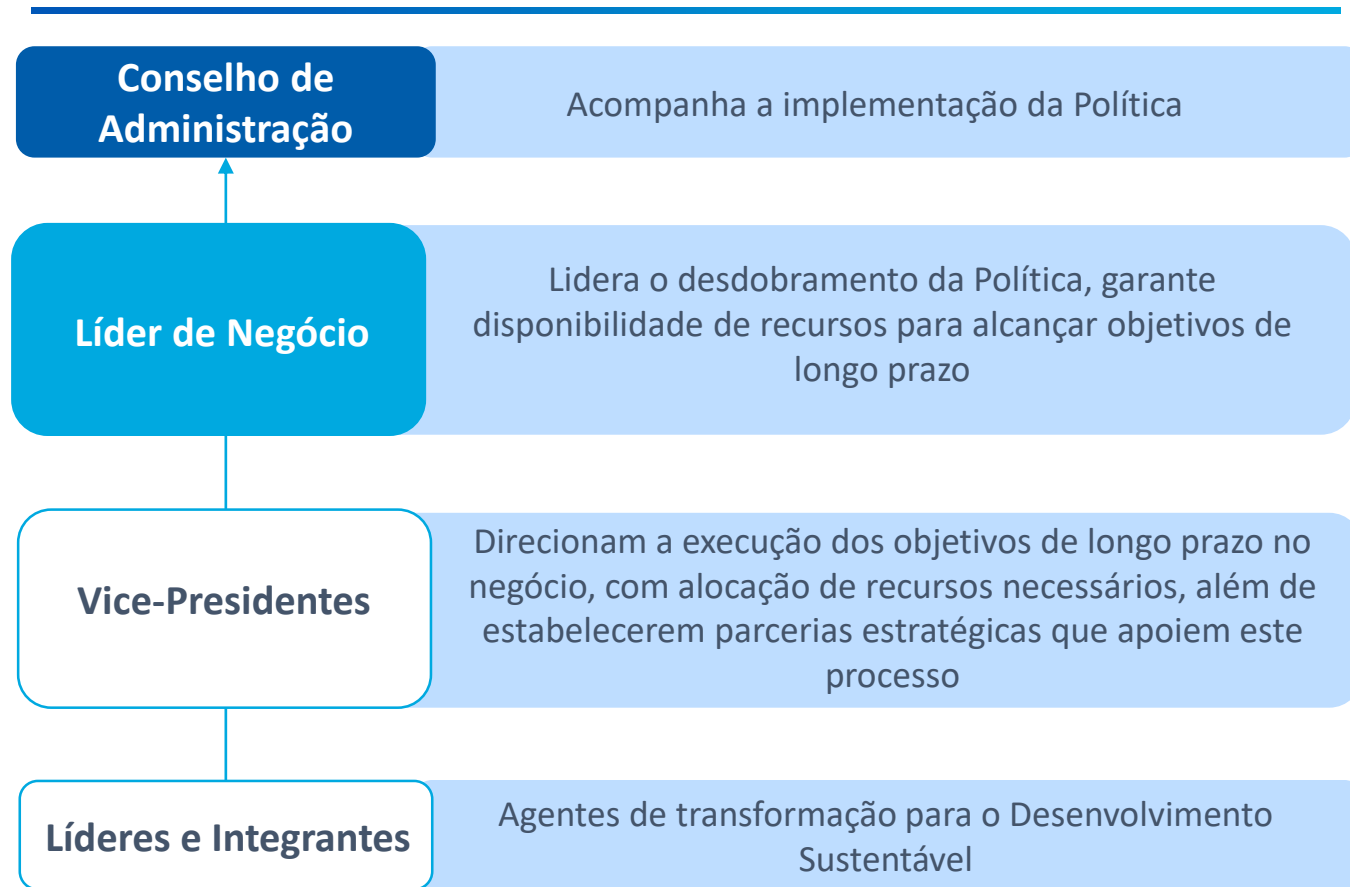 Conselho de
Administração
Acompanha a implementação da Política
Líder de Negócio
Lidera o desdobramento da Política, garante
disponibilidade de recursos para alcançar objetivos de
longo prazo
Vice-Presidentes
Direcionam a execução dos objetivos de longo prazo no
negócio, com alocação de recursos necessários, além de
estabelecerem parcerias estratégicas que apoiem este
processo
Líderes e Integrantes
Agentes de transformação para o Desenvolvimento
Sustentável